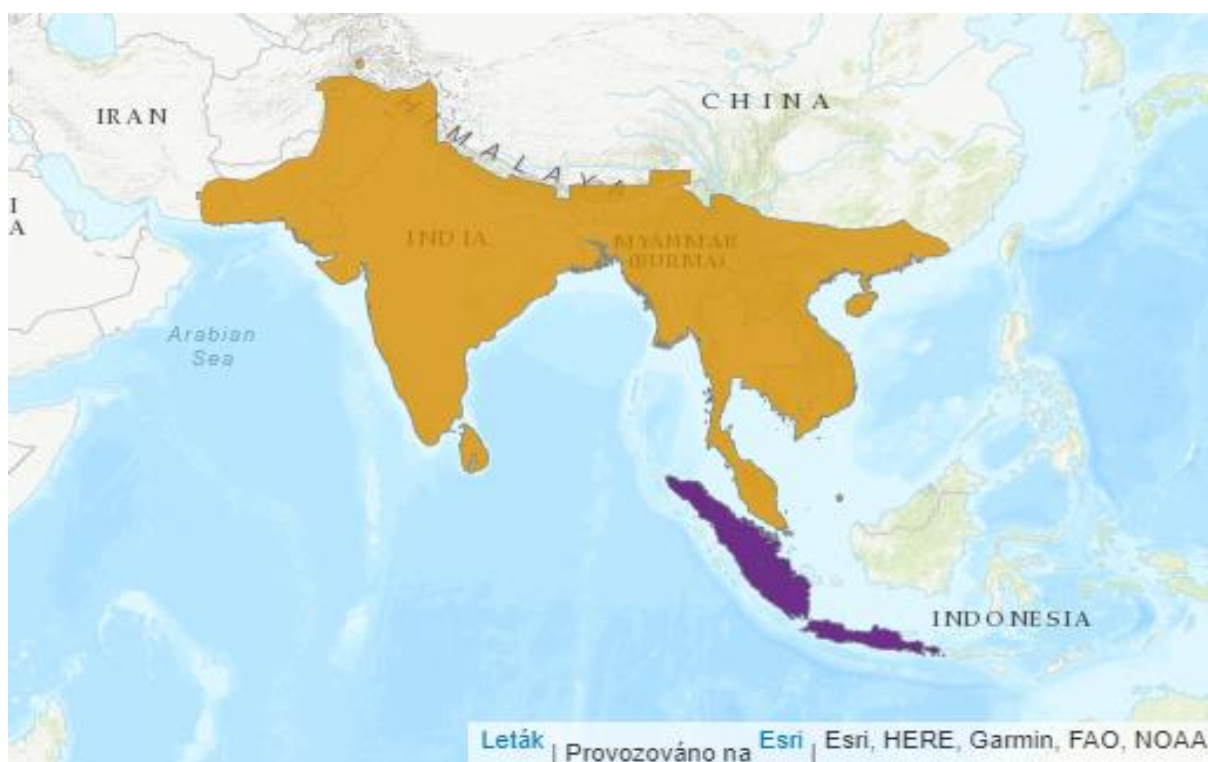 CHINA
IRAN
HIMALAYA
I
A
INDIA
MYANMAR
(BURMA)
Arabian
Sea
INDONESIA
Leták | Provozováno na Esri | Esri, HERE, Garmin, FAO, NOAA